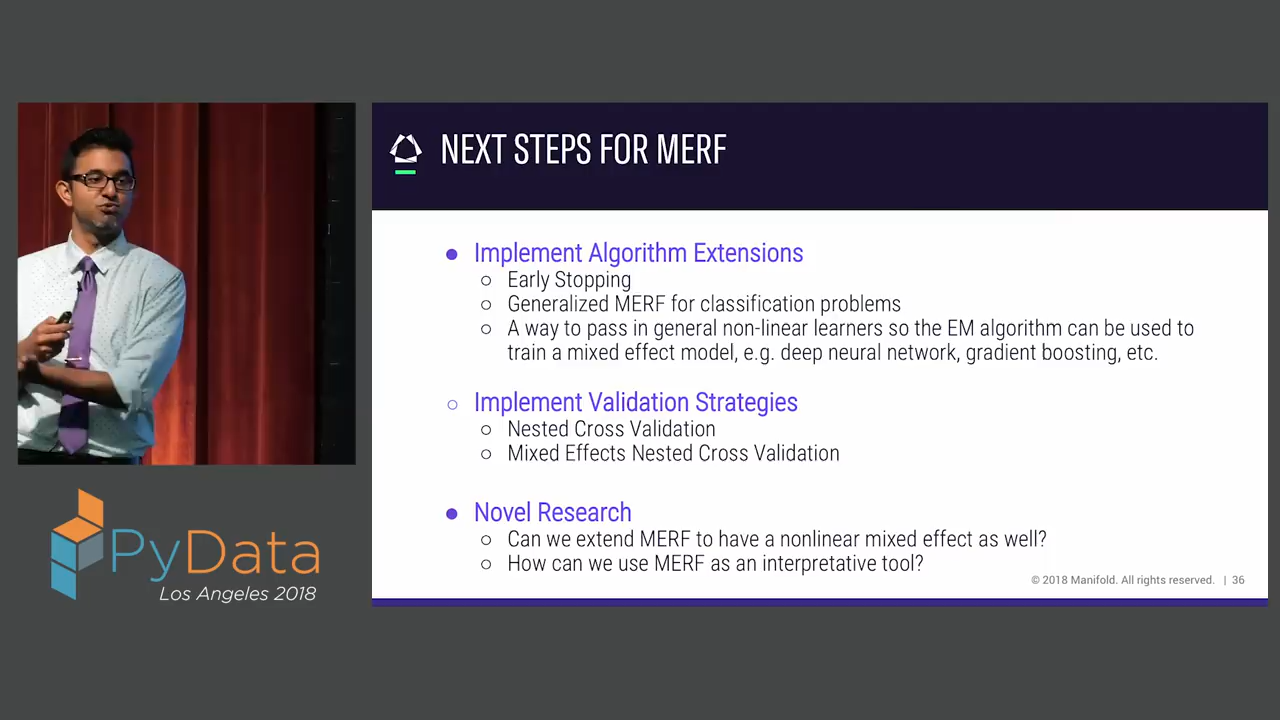 NEXT STEPS FOR MERF
● Implement Algorithm Extensions
○ Early Stopping
○ Generalized MERF for classification problems
○ A way to pass in general non-linear learners so the EM algorithm can be used to
train a mixed effect model, e.g. deep neural network, gradient boosting, etc.
○ Implement Validation Strategies
○ Nested Cross Validation
○ Mixed Effects Nested Cross Validation
● Novel Research
○ Can we extend MERF to have a nonlinear mixed effect as well?
○ How can we use MERF as an interpretative tool?
© 2018 Manifold. All rights reserved. | 36
PyData
Los Angeles 2018